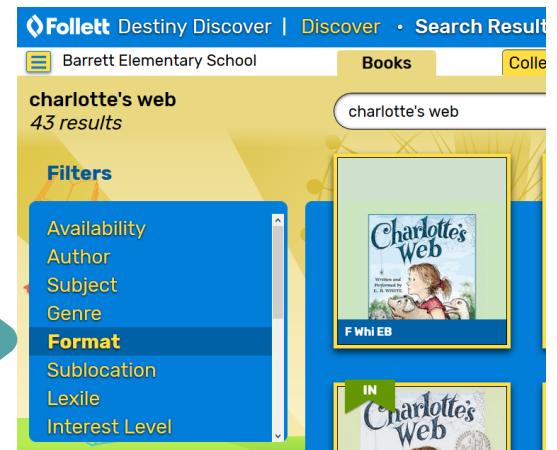 Follett Destiny Discover | Discover • Search Result
Barrett Elementary School
Books
Colle
charlotte's web
43 results
charlotte's web
Filters
Availability
Author
Subject
Genre
Format
Sublocation
Lexile
Interest Level
Charlotte's
Web
Written and
Performed by
E. B. WHITE
F Whi EB
IN
Charlotte's
Web